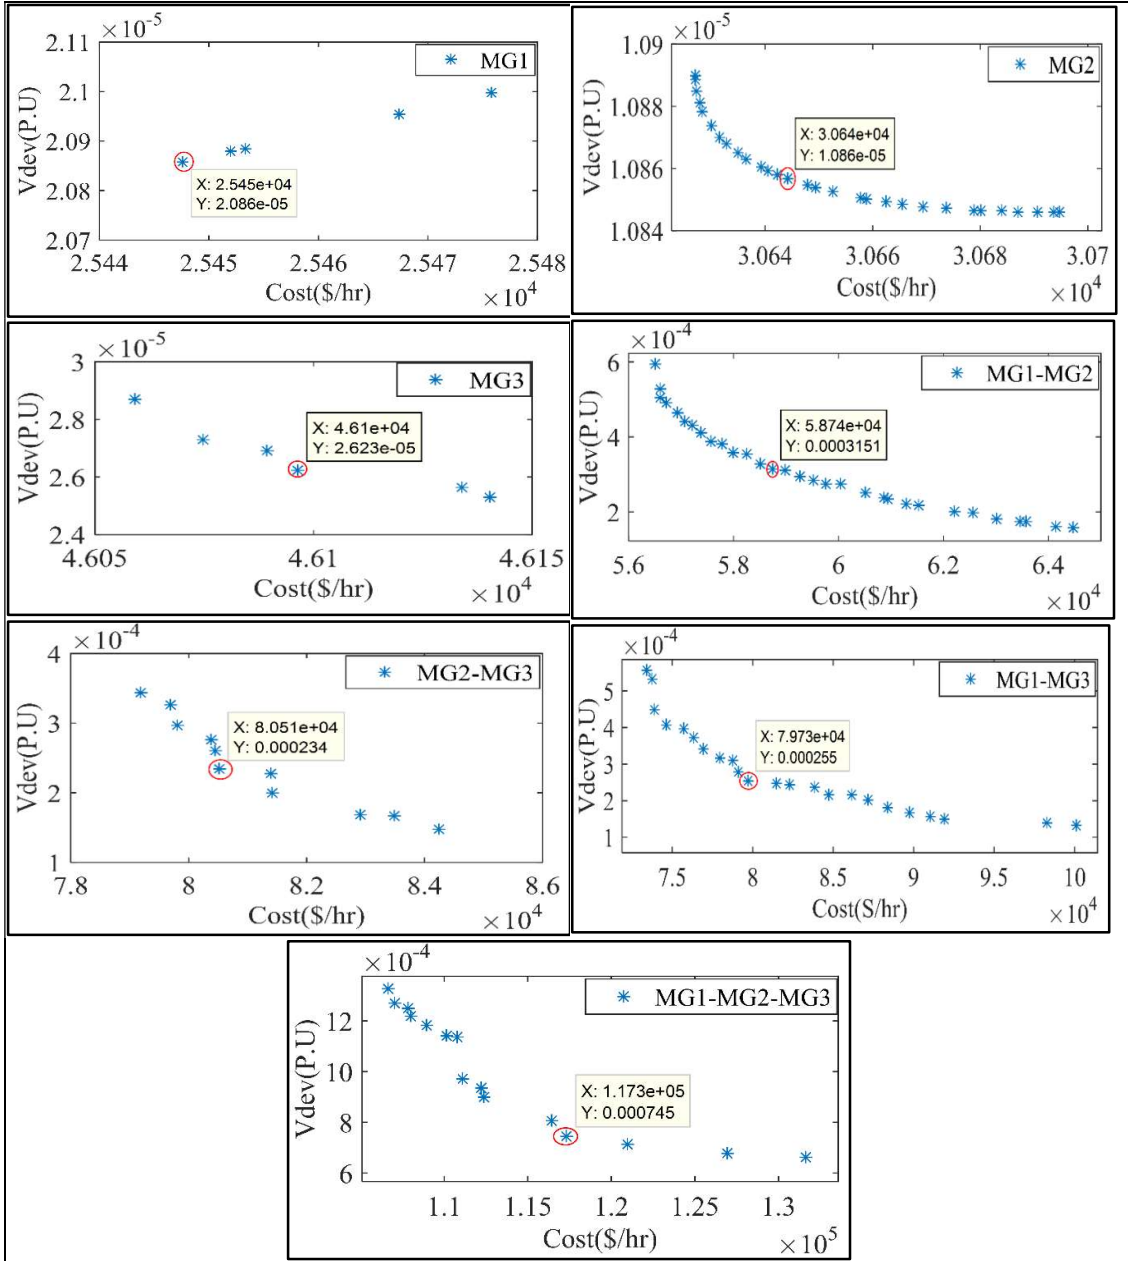 ×10⁻⁵
2.11
2.1
2.09
2.08
2.07
Vdev(P.U)
MG1
X: 2.545e+04
Y: 2.086e-05
2.544 2.545 2.546 2.547 2.548
Cost($/hr)
×10⁴
×10⁻⁵
1.09
1.088
1.086
1.084
Vdev(P.U)
MG2
X: 3.064e+04
Y: 1.086e-05
3.064 3.066 3.068 3.07
Cost($/hr)
×10⁴
×10⁻⁵
3
2.8
2.6
2.4
Vdev(P.U)
MG3
X: 4.61e+04
Y: 2.623e-05
4.605 4.61 4.615
Cost($/hr)
×10⁴
×10⁻⁴
6
4
2
Vdev(P.U)
MG1-MG2
X: 5.874e+04
Y: 0.0003151
5.6 5.8 6 6.2 6.4
Cost($/hr)
×10⁴
×10⁻⁴
4
3
2
1
Vdev(P.U)
MG2-MG3
X: 8.051e+04
Y: 0.000234
7.8 8 8.2 8.4 8.6
Cost($/hr)
×10⁴
×10⁻⁴
5
4
3
2
1
Vdev(P.U)
MG1-MG3
X: 7.973e+04
Y: 0.000255
7.5 8 8.5 9 9.5 10
Cost($/hr)
×10⁴
×10⁻⁴
12
10
8
6
Vdev(P.U)
MG1-MG2-MG3
X: 1.173e+05
Y: 0.000745
1.1 1.15 1.2 1.25 1.3
Cost($/hr)
×10⁵